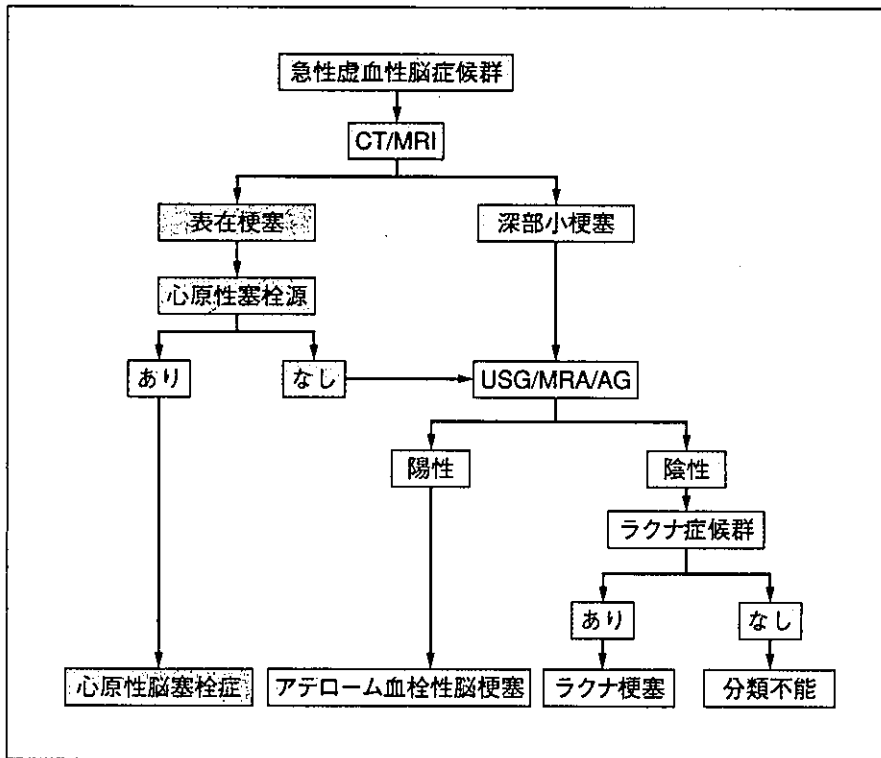 急性虚血性脳症候群
CT/MRI
表在梗塞
深部小梗塞
心原性塞栓源
あり
なし
USG/MRA/AG
陽性
陰性
ラクナ症候群
あり
なし
心原性脳塞栓症
アテローム血栓性脳梗塞
ラクナ梗塞
分類不能